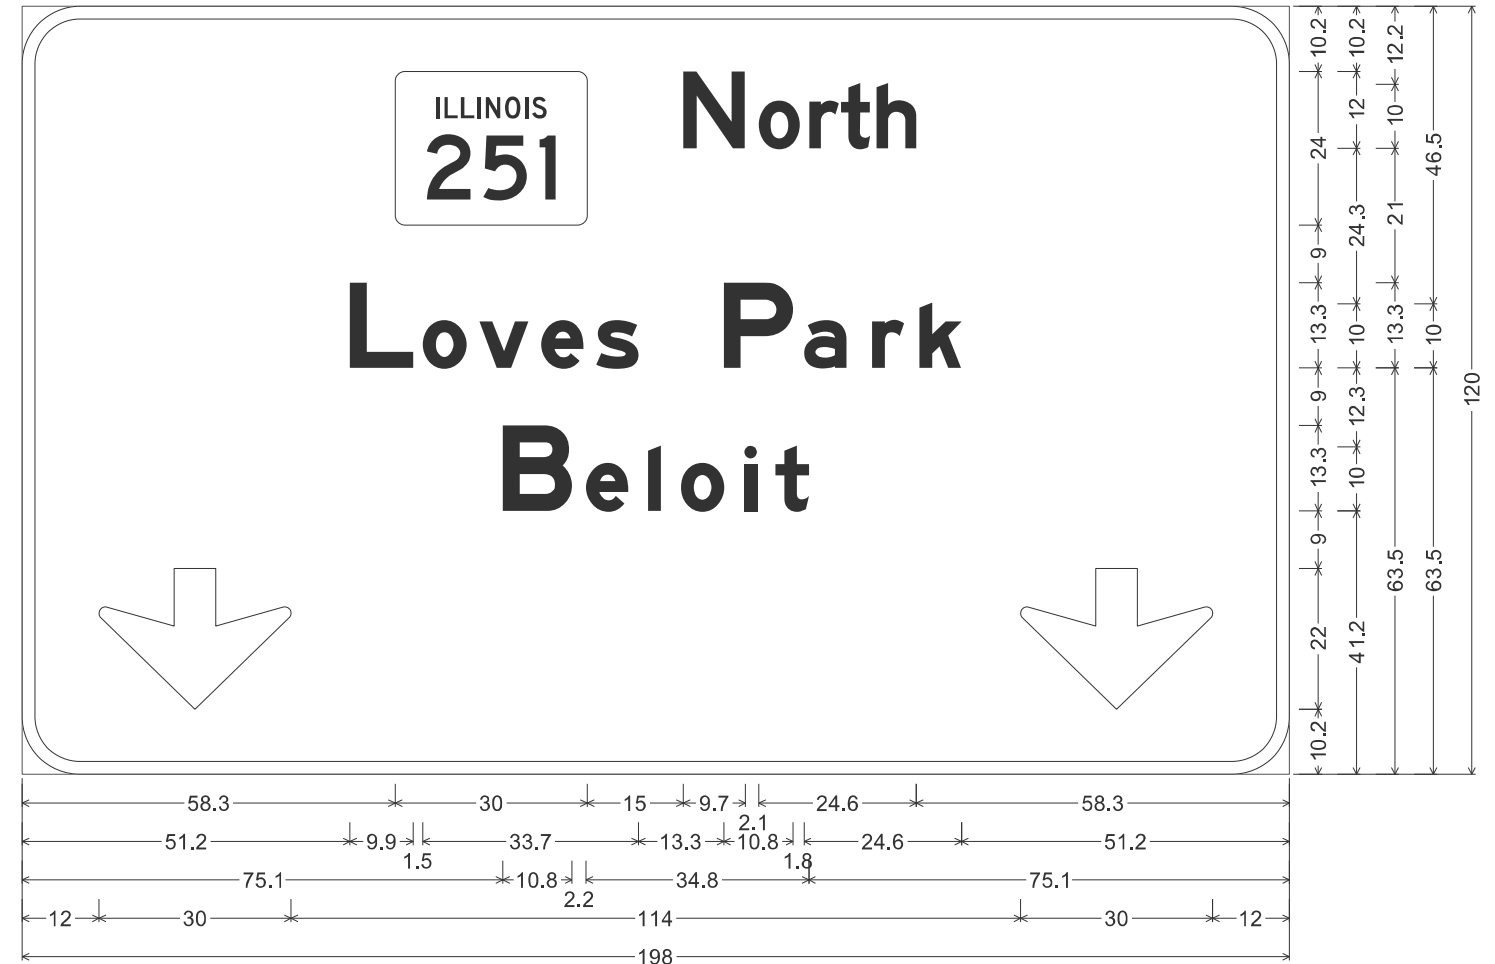 ILLINOIS
251
North
Loves Park
Beloit
10.2 24 9 13.3 9 13.3 9 22 10.2
10.2 12 24.3 10 12.3 10 41.2
12.2 10 21 13.3 63.5
46.5 10 63.5
120
58.3 30 15 9.7 2.1 24.6 58.3
51.2 9.9 1.5 33.7 13.3 10.8 1.8 24.6 51.2
75.1 10.8 2.2 34.8 75.1
12 30 114 30 12
198